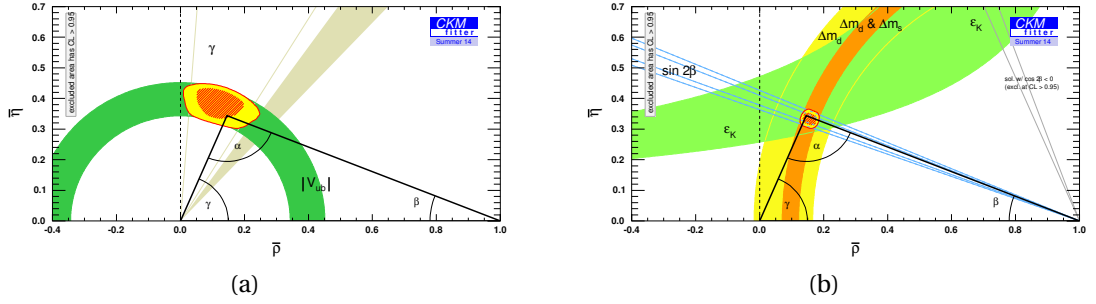 excluded area has CL > 0.95
γ
CKM
fitter
Summer 14
|V_ub|
α
γ
β
η̅
0.7
0.6
0.5
0.4
0.3
0.2
0.1
0.0
-0.4 -0.2 0.0 0.2 0.4 0.6 0.8 1.0
ρ̅
(a)
excluded area has CL > 0.95
Δm_d
Δm_d & Δm_s
ε_K
CKM
fitter
Summer 14
sin 2β
sol. w/ cos 2β < 0
(excl. at CL > 0.95)
ε_K
α
γ
β
η̅
0.7
0.6
0.5
0.4
0.3
0.2
0.1
0.0
-0.4 -0.2 0.0 0.2 0.4 0.6 0.8 1.0
ρ̅
(b)